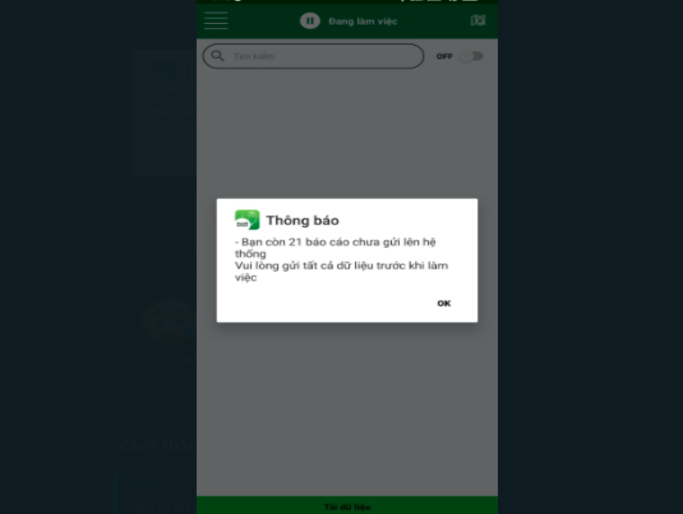 Đang làm việc
Tìm kiếm
OFF
Thông báo
- Bạn còn 21 báo cáo chưa gửi lên hệ
thống
Vui lòng gửi tất cả dữ liệu trước khi làm
việc
OK
Tải dữ liệu